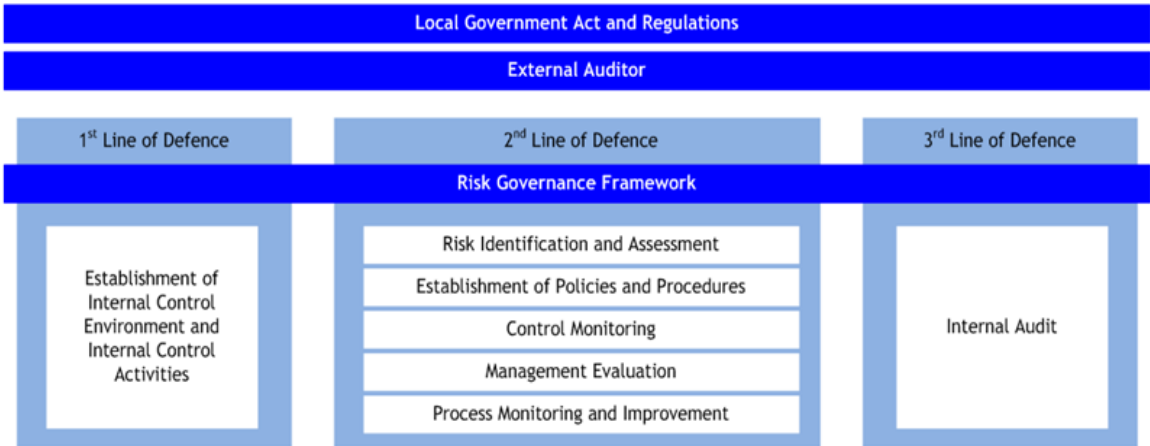 Local Government Act and Regulations
External Auditor
1st Line of Defence
2nd Line of Defence
3rd Line of Defence
Risk Governance Framework
Establishment of
Internal Control
Environment and
Internal Control
Activities
Risk Identification and Assessment
Establishment of Policies and Procedures
Control Monitoring
Management Evaluation
Process Monitoring and Improvement
Internal Audit